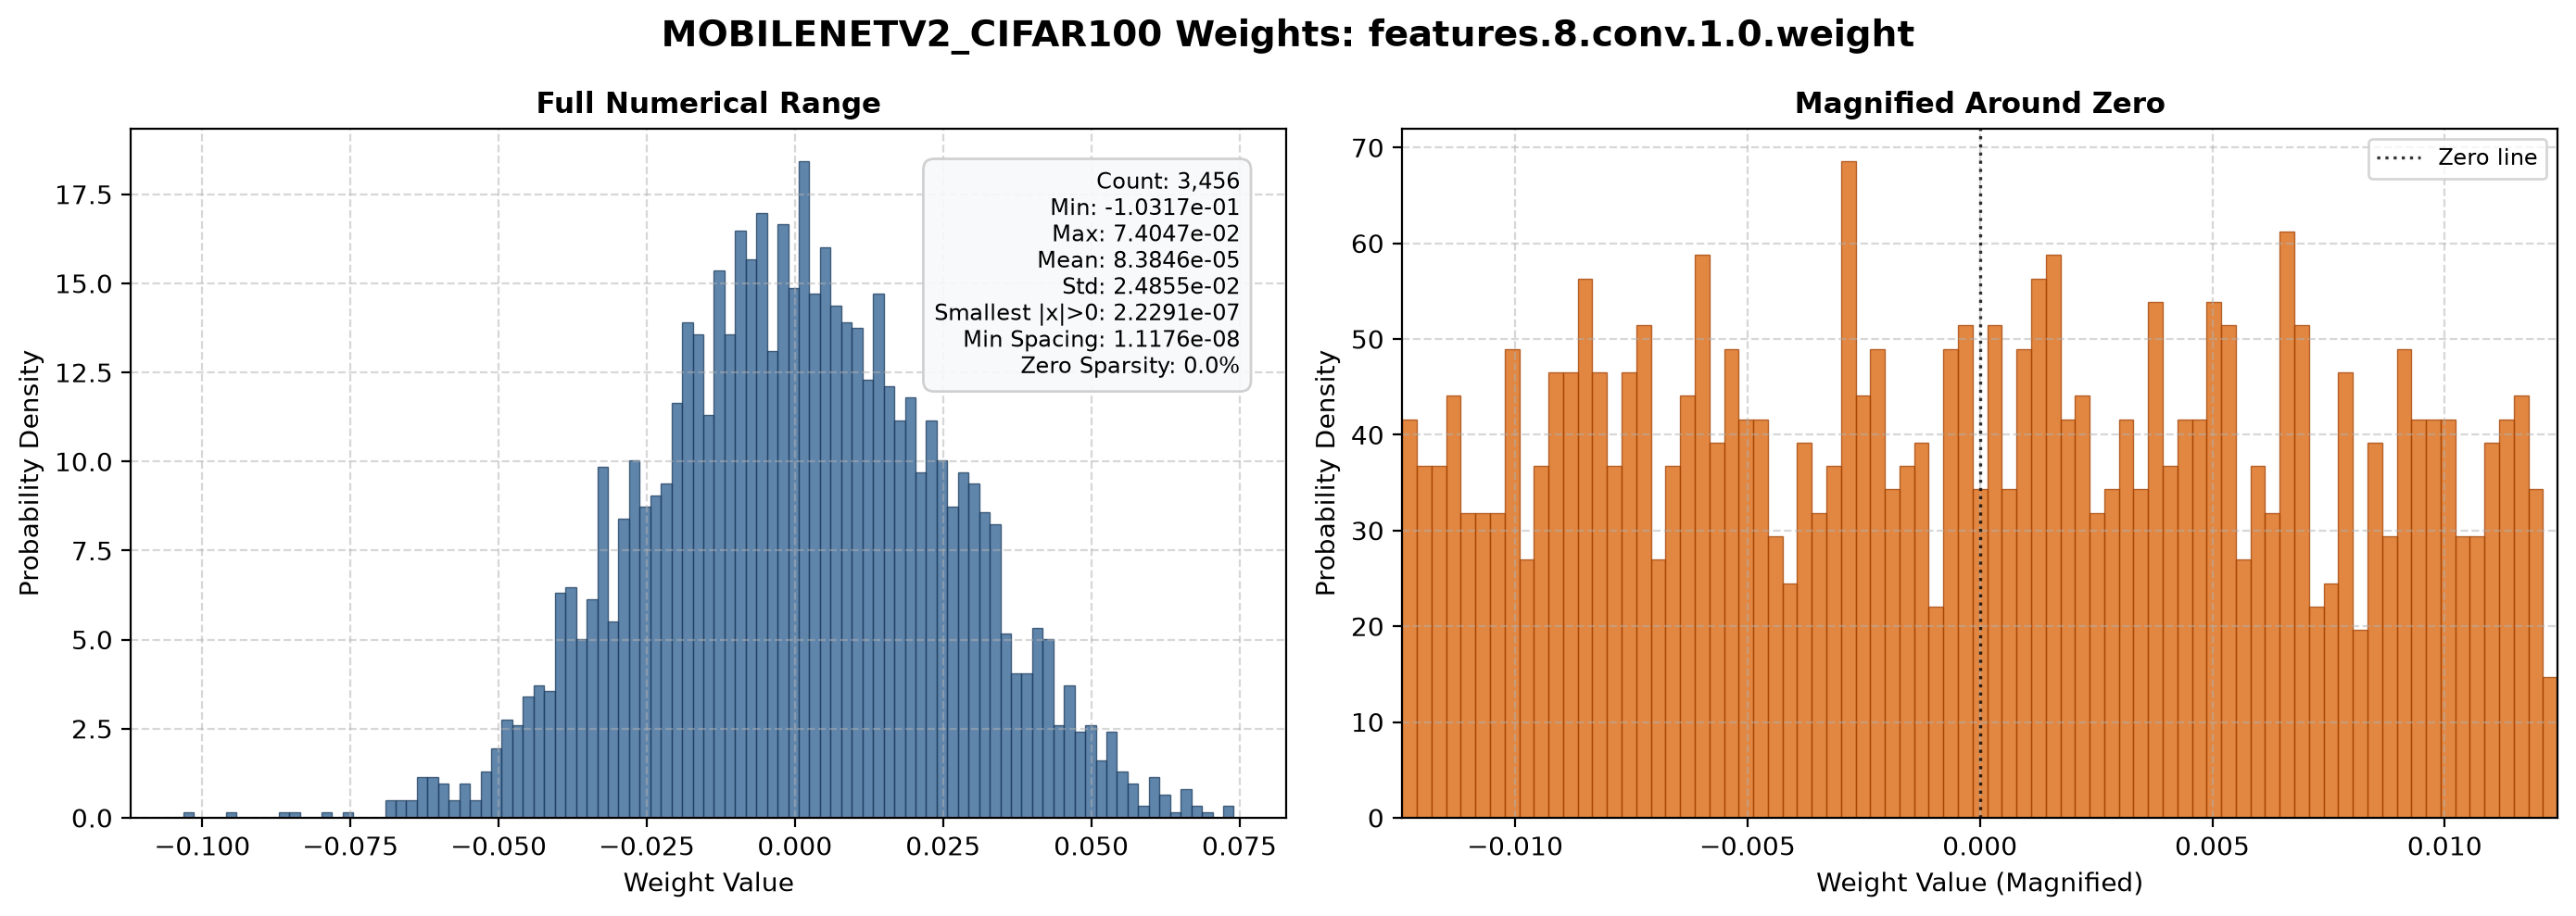 MOBILENETV2_CIFAR100 Weights: features.8.conv.1.0.weight
Full Numerical Range
Probability Density
17.5
15.0
12.5
10.0
7.5
5.0
2.5
0.0
Count: 3,456
Min: -1.0317e-01
Max: 7.4047e-02
Mean: 8.3846e-05
Std: 2.4855e-02
Smallest |x|>0: 2.2291e-07
Min Spacing: 1.1176e-08
Zero Sparsity: 0.0%
−0.100 −0.075 −0.050 −0.025 0.000 0.025 0.050 0.075
Weight Value
Magnified Around Zero
Probability Density
70
60
50
40
30
20
10
0
Zero line
−0.010 −0.005 0.000 0.005 0.010
Weight Value (Magnified)